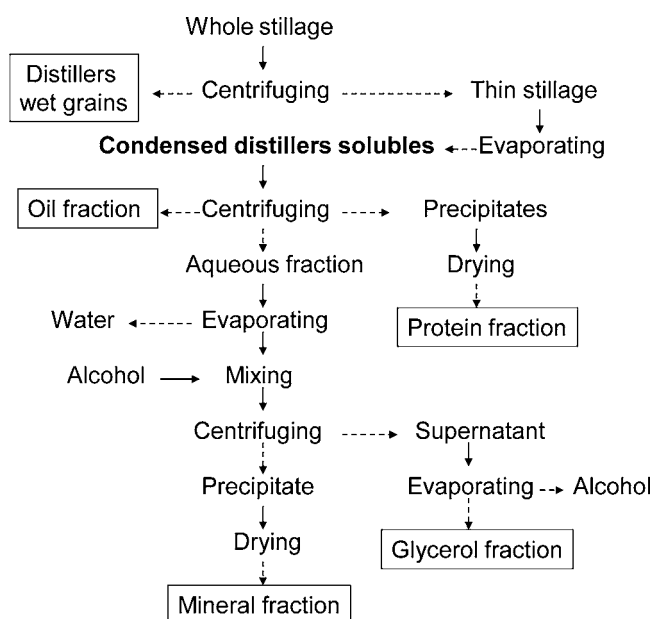 Whole stillage
Distillers
wet grains
Centrifuging
Thin stillage
Condensed distillers solubles
Evaporating
Oil fraction
Centrifuging
Precipitates
Aqueous fraction
Drying
Water
Evaporating
Protein fraction
Alcohol
Mixing
Centrifuging
Supernatant
Precipitate
Evaporating
Alcohol
Drying
Glycerol fraction
Mineral fraction